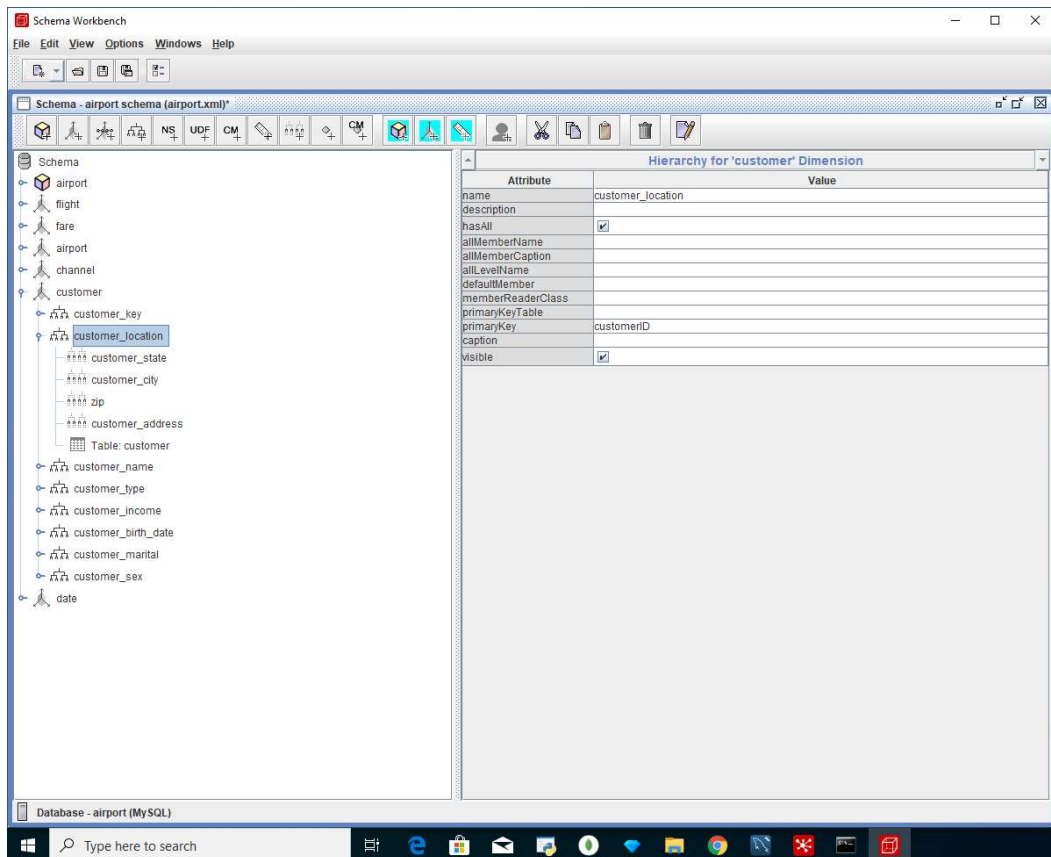 Schema Workbench
File Edit View Options Windows Help
Schema - airport schema (airport.xml)*
NS UDF CM CM
Schema
airport
flight
fare
airport
channel
customer
customer_key
customer_location
customer_state
customer_city
zip
customer_address
Table: customer
customer_name
customer_type
customer_income
customer_birth_date
customer_marital
customer_sex
date
Hierarchy for 'customer' Dimension
Attribute Value
name customer_location
description
hasAll
allMemberName
allMemberCaption
allLevelName
defaultMember
memberReaderClass
primaryKeyTable
primaryKey customerID
caption
visible
Database - airport (MySQL)
Type here to search